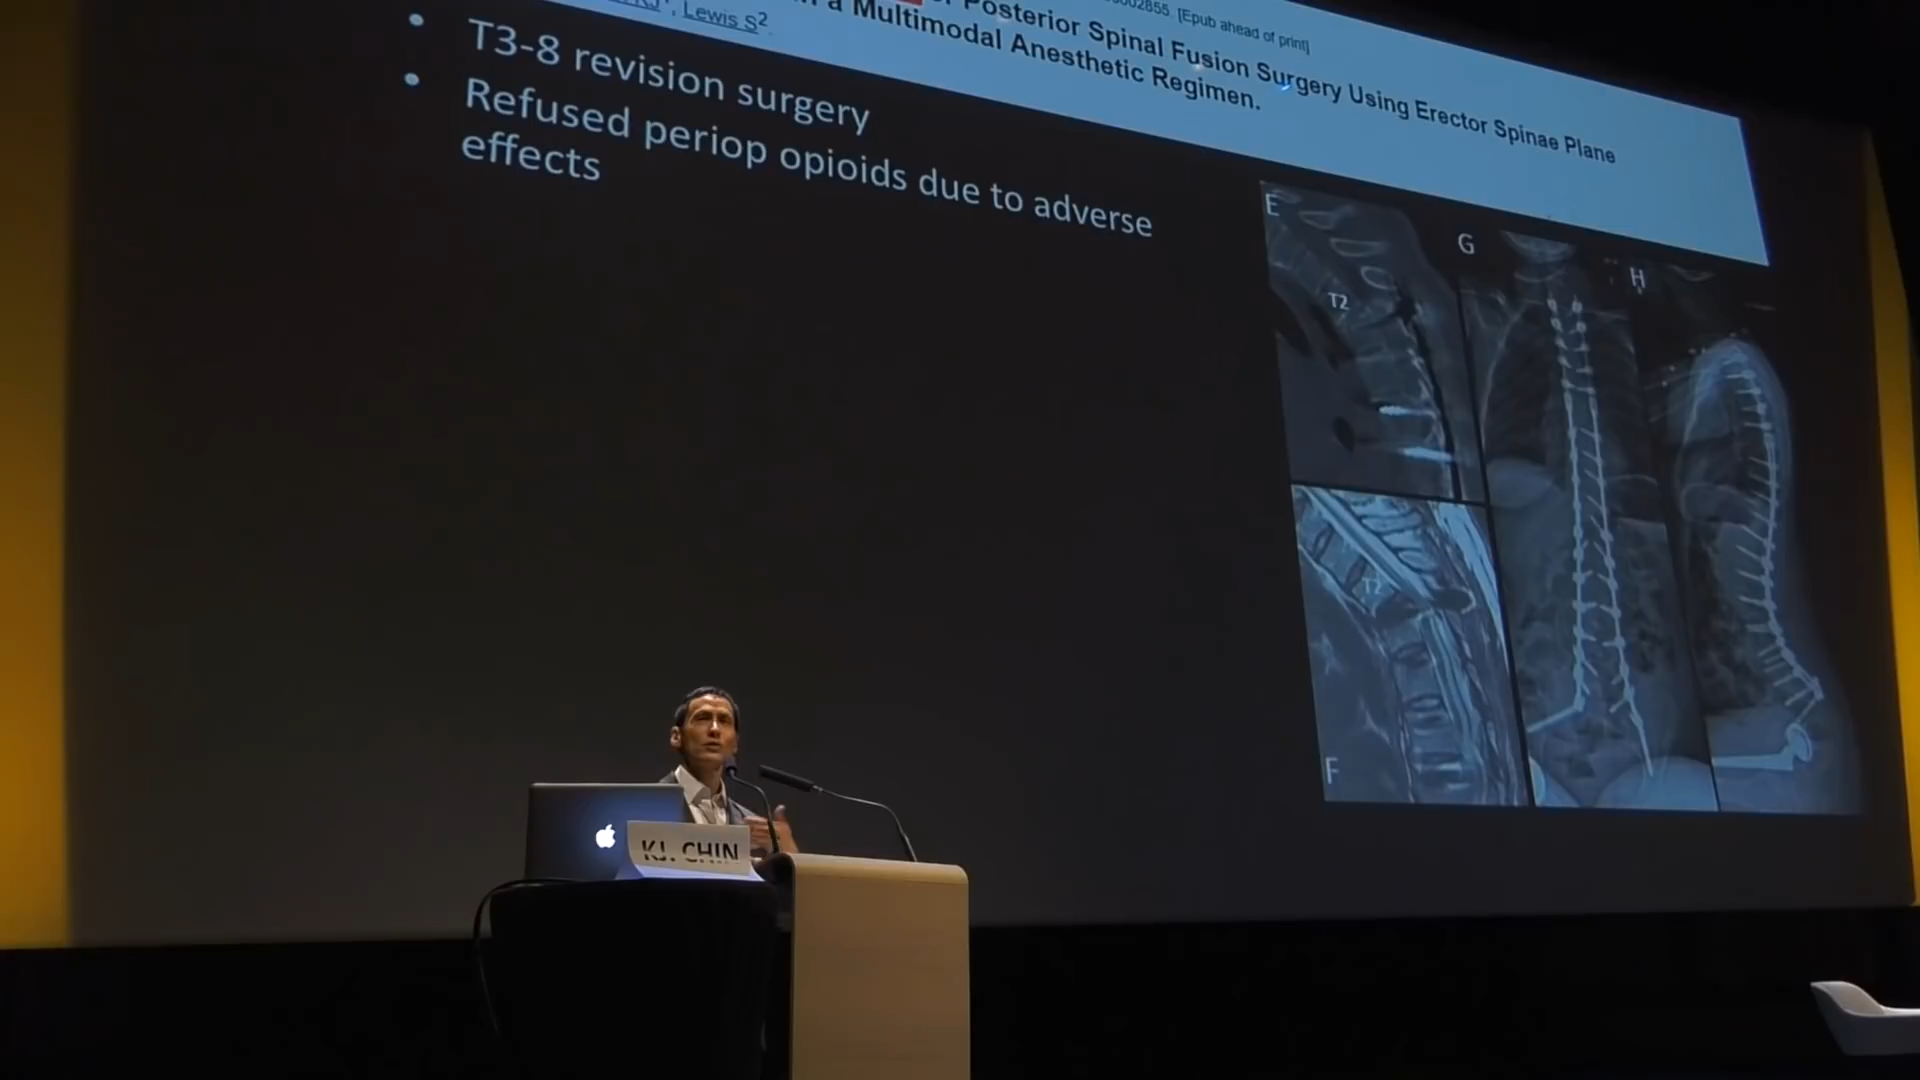 002855. [Epub ahead of print]
Posterior Spinal Fusion Surgery Using Erector Spinae Plane
a Multimodal Anesthetic Regimen.
Lewis S2.
• T3-8 revision surgery
• Refused periop opioids due to adverse
effects
E
T2
G
H
T2
F
KJ. CHIN